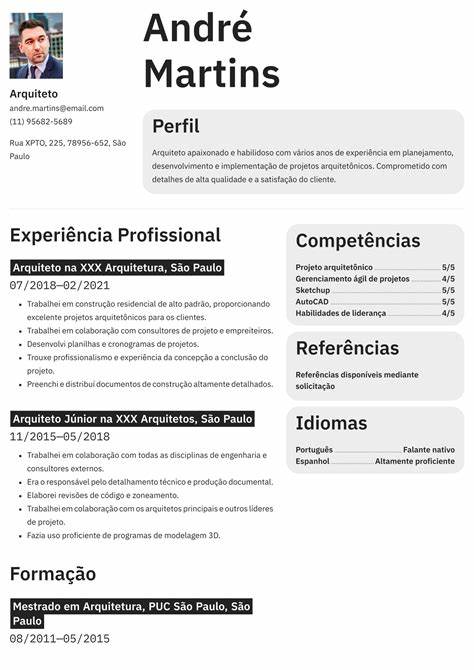 André
Martins
Arquiteto
andre.martins@email.com
(11) 95682-5689
Rua XPTO, 225, 78956-652, São
Paulo
Perfil
Arquiteto apaixonado e habilidoso com vários anos de experiência em planejamento,
desenvolvimento e implementação de projetos arquitetônicos. Comprometido com
detalhes de alta qualidade e a satisfação do cliente.
Experiência Profissional
Arquiteto na XXX Arquitetura, São Paulo
07/2018—02/2021
• Trabalhei em construção residencial de alto padrão, proporcionando
excelente projetos arquitetônicos para os clientes.
• Trabalhei em colaboração com consultores de projeto e empreiteiros.
• Desenvolvi planilhas e cronogramas de projetos.
• Trouxe profissionalismo e experiência da concepção a conclusão do
projeto.
• Preenchi e distribuí documentos de construção altamente detalhados.
Arquiteto Júnior na XXX Arquitetos, São Paulo
11/2015—05/2018
• Trabalhei em colaboração com todas as disciplinas de engenharia e
consultores externos.
• Era o responsável pelo detalhamento técnico e produção documental.
• Elaborei revisões de código e zoneamento.
• Trabalhei em colaboração com os arquitetos principais e outros líderes
de projeto.
• Fazia uso proficiente de programas de modelagem 3D.
Formação
Mestrado em Arquitetura, PUC São Paulo, São
Paulo
08/2011—05/2015
Competências
Projeto arquitetônico 5/5
Gerenciamento ágil de projetos 4/5
Sketchup 5/5
AutoCAD 5/5
Habilidades de liderança 4/5
Referências
Referências disponíveis mediante
solicitação
Idiomas
Português Falante nativo
Espanhol Altamente proficiente